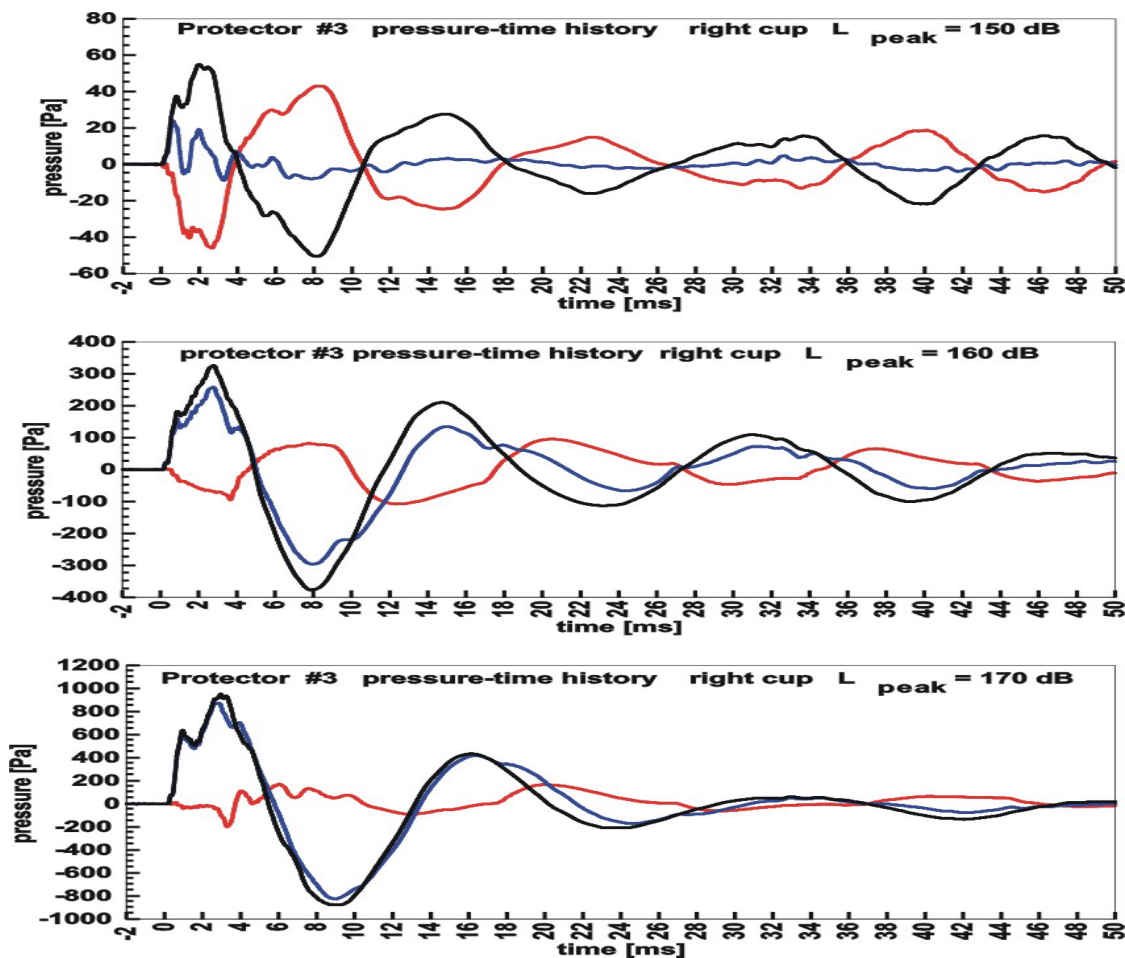 Protector #3 pressure-time history right cup L peak = 150 dB
80
60
40
20
0
-20
-40
-60
pressure [Pa]
-2 0 2 4 6 8 10 12 14 16 18 20 22 24 26 28 30 32 34 36 38 40 42 44 46 48 50
time [ms]
protector #3 pressure-time history right cup L peak = 160 dB
400
300
200
100
0
-100
-200
-300
-400
pressure [Pa]
-2 0 2 4 6 8 10 12 14 16 18 20 22 24 26 28 30 32 34 36 38 40 42 44 46 48 50
time [ms]
Protector #3 pressure-time history right cup L peak = 170 dB
1200
1000
800
600
400
200
0
-200
-400
-600
-800
-1000
pressure [Pa]
-2 0 2 4 6 8 10 12 14 16 18 20 22 24 26 28 30 32 34 36 38 40 42 44 46 48 50
time [ms]